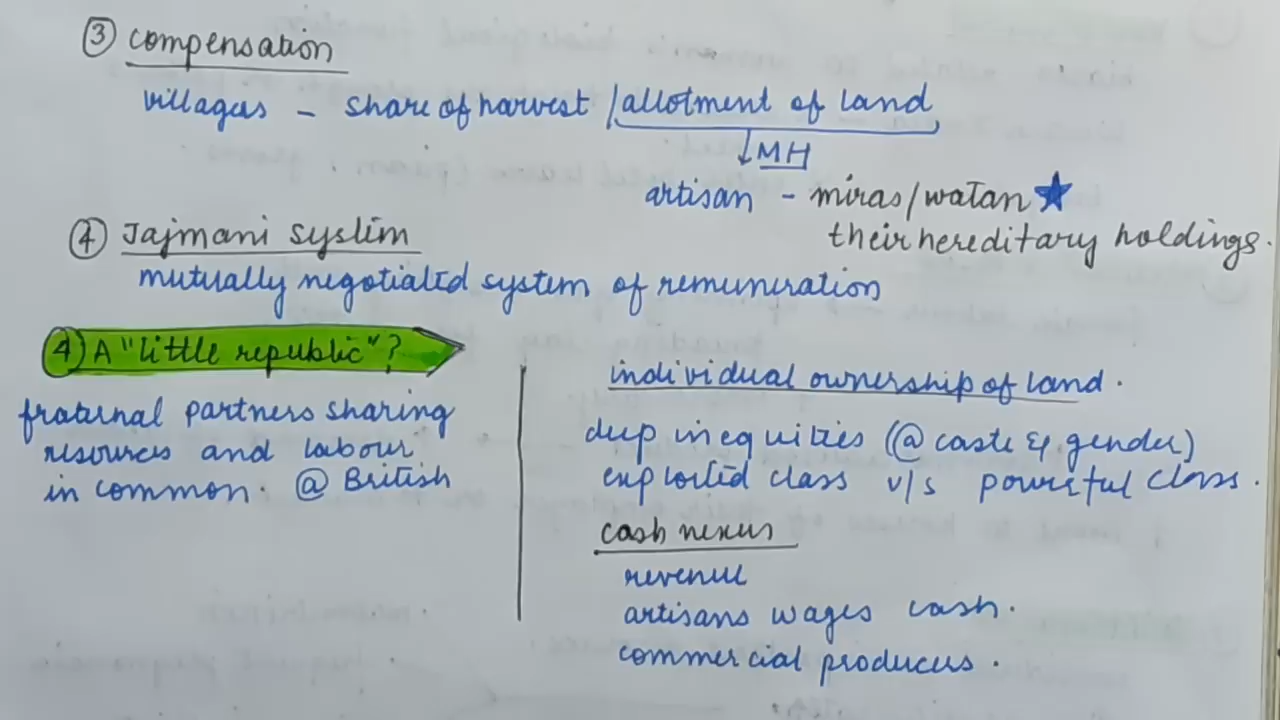 ③ compensation
villagers - share of harvest / allotment of land
↓ MH
artisan - miras/watan ★
their hereditary holdings.
④ Jajmani system
mutually negotiated system of remuneration
④ A "little republic"?
fraternal partners sharing
resources and labour
in common. @ British
individual ownership of land.
deep inequities (@ caste & gender)
exploited class v/s powerful class.
cash nexus
revenue
artisans wages cash.
commercial producers.